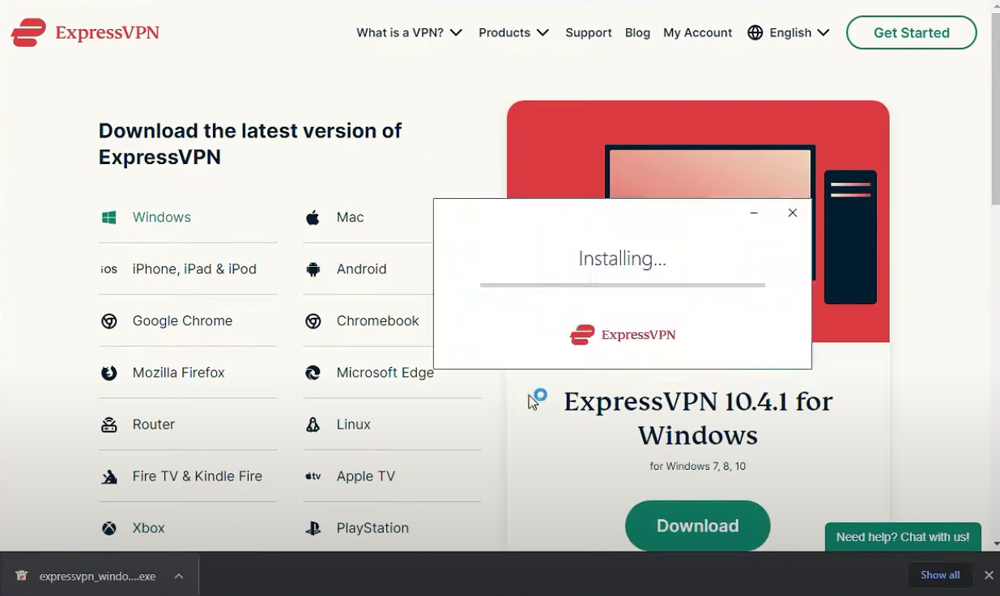 ExpressVPN
What is a VPN?
Products
Support
Blog
My Account
English
Get Started
Download the latest version of
ExpressVPN
Windows
Mac
iOS
iPhone, iPad & iPod
Android
Google Chrome
Chromebook
Mozilla Firefox
Microsoft Edge
Router
Linux
Fire TV & Kindle Fire
tv
Apple TV
Xbox
PlayStation
Installing...
ExpressVPN
ExpressVPN 10.4.1 for
Windows
for Windows 7, 8, 10
Download
Need help? Chat with us!
expressvpn_windo....exe
Show all